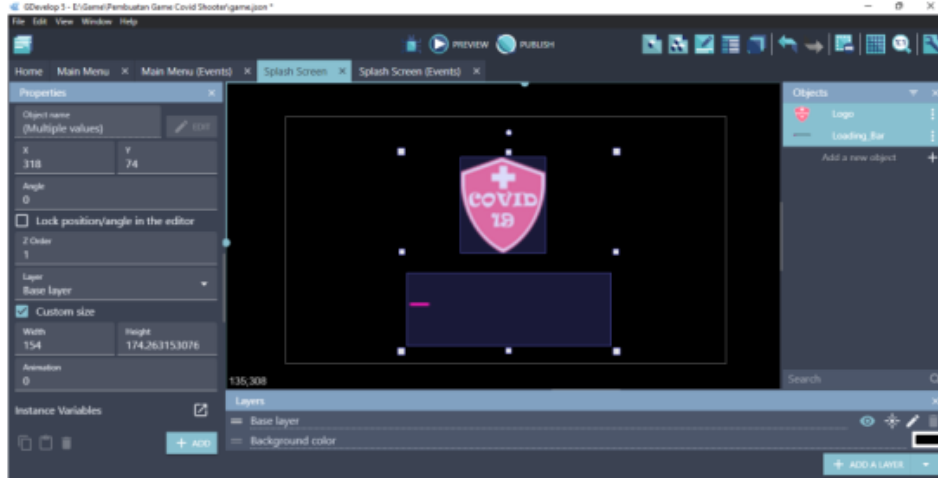 GDevelop 5 - E:\Game\Pembuatan Game Covid Shooter\game.json *
File Edit View Window Help
PREVIEW PUBLISH
Home Main Menu × Main Menu (Events) × Splash Screen × Splash Screen (Events) ×
Properties ×
Object name
(Multiple values)
EDIT
X
318
Y
74
Angle
0
Lock position/angle in the editor
Z Order
1
Layer
Base layer
Custom size
Width
154
Height
174.263153076
Animation
0
Instance Variables
+ ADD
COVID
19
135;308
Objects
Logo
Loading_Bar
Add a new object +
Search
Layers
Base layer
Background color
+ ADD A LAYER